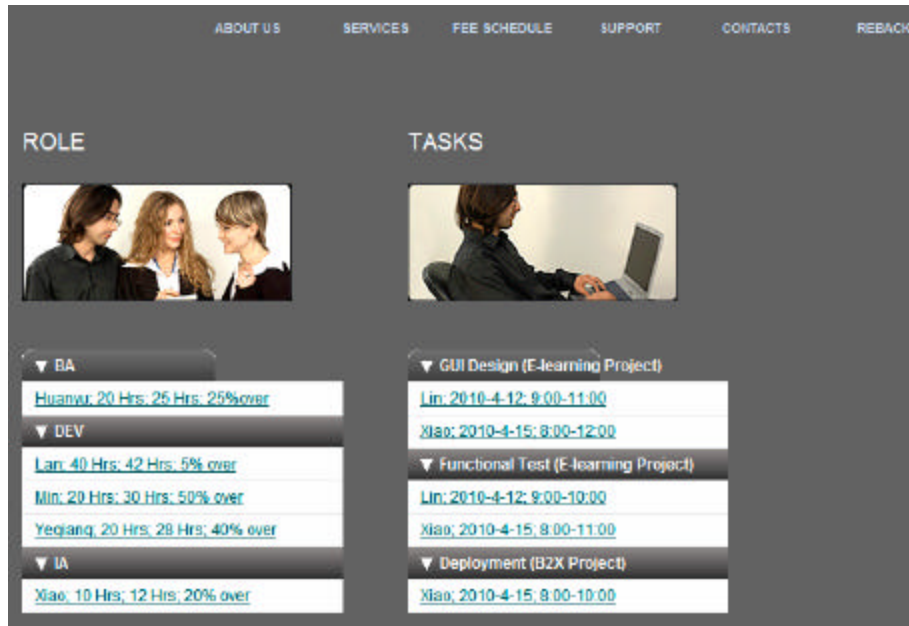 ABOUT US SERVICES FEE SCHEDULE SUPPORT CONTACTS REBACK
ROLE
▼ BA
Huanyu; 20 Hrs; 25 Hrs; 25%over
▼ DEV
Lan; 40 Hrs; 42 Hrs; 5% over
Min; 20 Hrs; 30 Hrs; 50% over
Yeqiang; 20 Hrs; 28 Hrs; 40% over
▼ IA
Xiao; 10 Hrs; 12 Hrs; 20% over
TASKS
▼ GUI Design (E-learning Project)
Lin; 2010-4-12; 9:00-11:00
Xiao; 2010-4-15; 8:00-12:00
▼ Functional Test (E-learning Project)
Lin; 2010-4-12; 9:00-10:00
Xiao; 2010-4-15; 8:00-11:00
▼ Deployment (B2X Project)
Xiao; 2010-4-15; 8:00-10:00